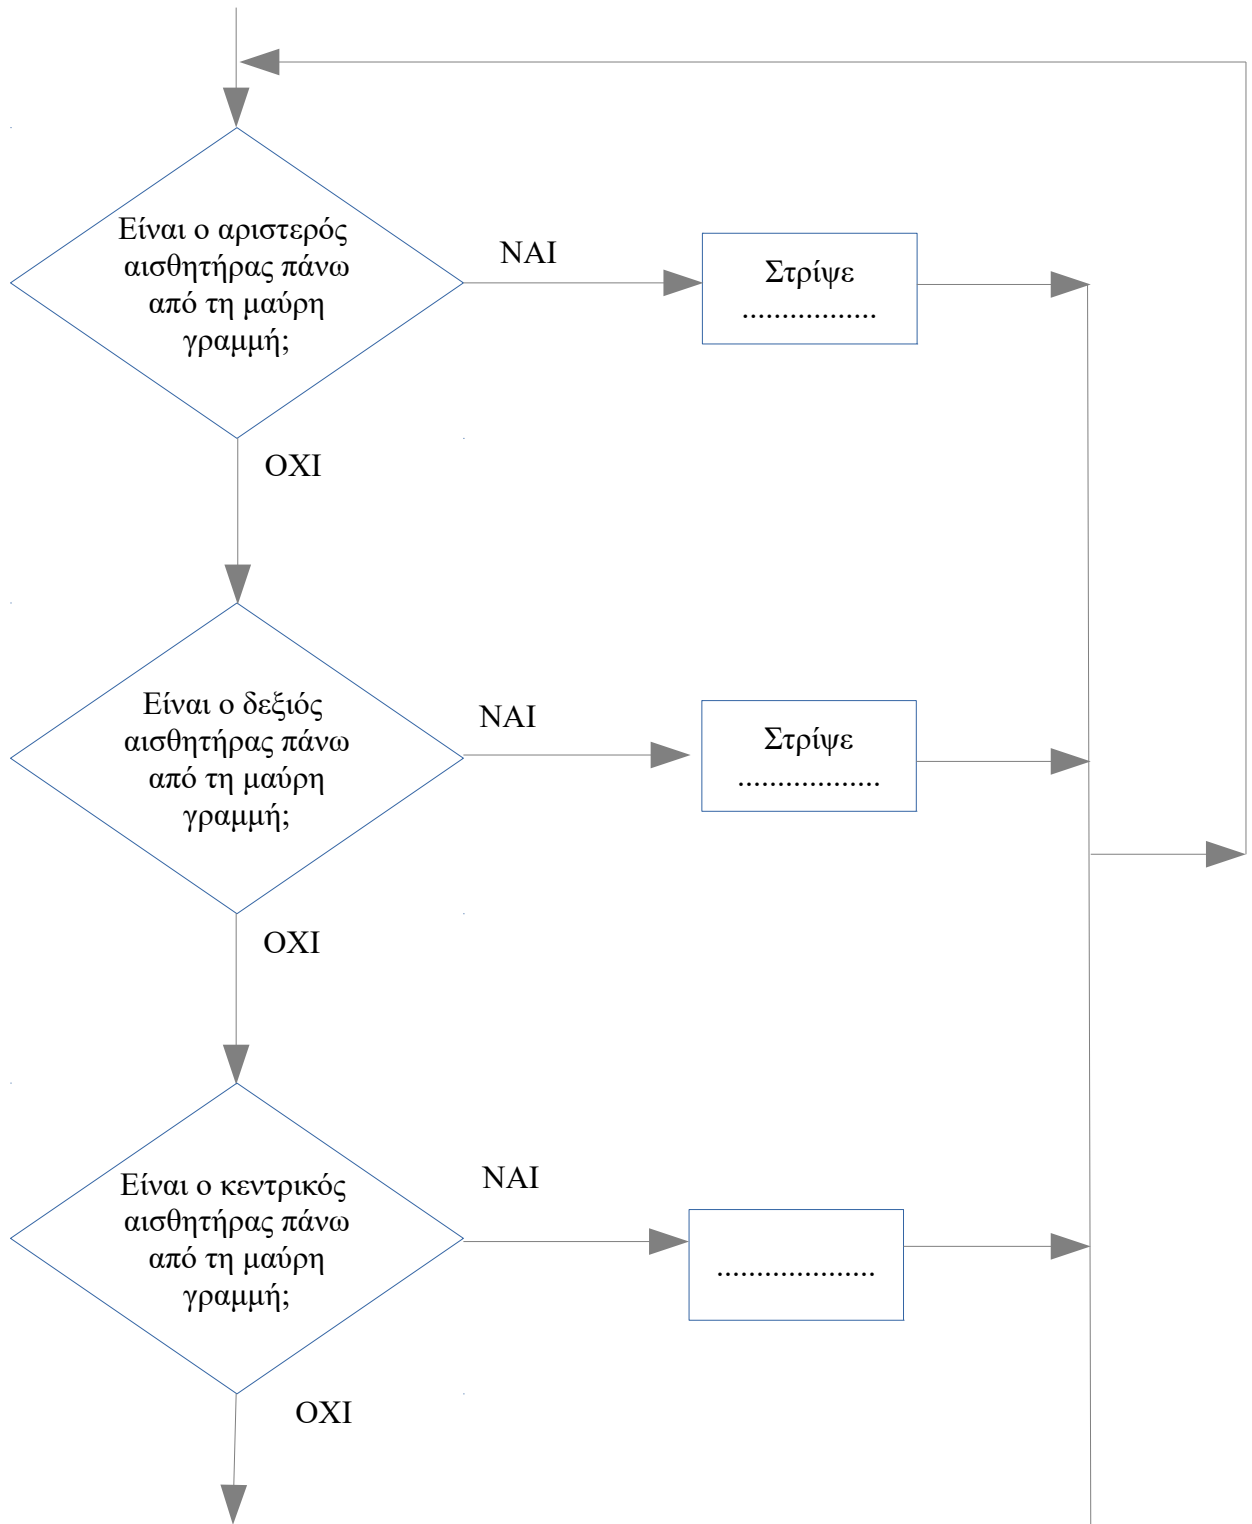 Είναι ο αριστερός
αισθητήρας πάνω
από τη μαύρη
γραμμή;
ΝΑΙ
Στρίψε
.................
ΟΧΙ
Είναι ο δεξιός
αισθητήρας πάνω
από τη μαύρη
γραμμή;
ΝΑΙ
Στρίψε
..................
ΟΧΙ
Είναι ο κεντρικός
αισθητήρας πάνω
από τη μαύρη
γραμμή;
ΝΑΙ
....................
ΟΧΙ